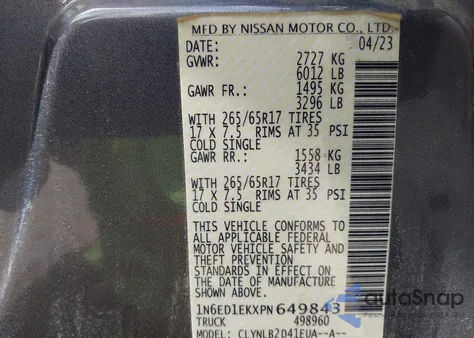 MFD BY NISSAN MOTOR CO., LTD.
DATE: 04/23
GVWR: 2727 KG
6012 LB
GAWR FR.: 1495 KG
3296 LB
WITH 265/65R17 TIRES
17 X 7.5 RIMS AT 35 PSI
COLD SINGLE
GAWR RR.: 1558 KG
3434 LB
WITH 265/65R17 TIRES
17 X 7.5 RIMS AT 35 PSI
COLD SINGLE
THIS VEHICLE CONFORMS TO
ALL APPLICABLE FEDERAL
MOTOR VEHICLE SAFETY AND
THEFT PREVENTION
STANDARDS IN EFFECT ON
THE DATE OF MANUFACTURE
SHOWN ABOVE.
1N6ED1EKXPN649843
TRUCK 498960
MODEL: CLYNLB2D41EUA--A--
autoSnap